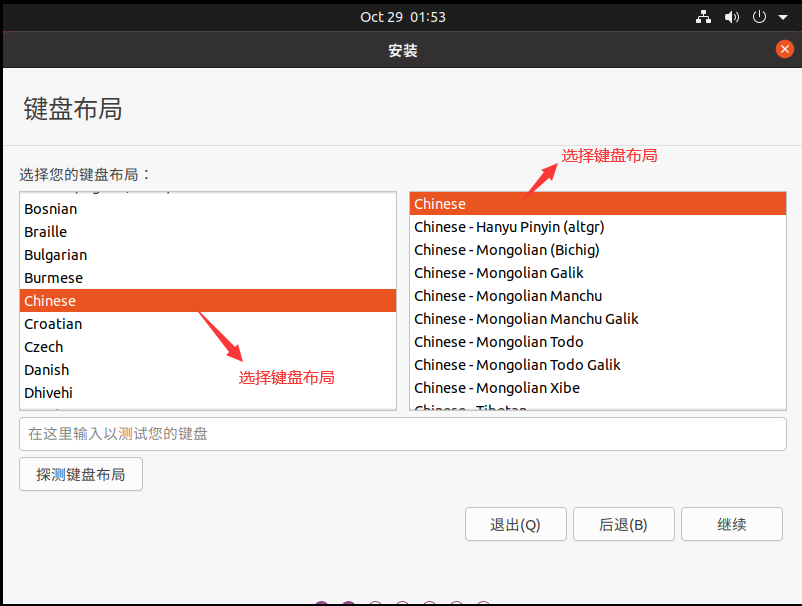 Oct 29 01:53
安装
键盘布局
选择键盘布局
选择您的键盘布局：
Bosnian
Braille
Bulgarian
Burmese
Chinese
Croatian
Czech
Danish
Dhivehi
选择键盘布局
Chinese
Chinese - Hanyu Pinyin (altgr)
Chinese - Mongolian (Bichig)
Chinese - Mongolian Galik
Chinese - Mongolian Manchu
Chinese - Mongolian Manchu Galik
Chinese - Mongolian Todo
Chinese - Mongolian Todo Galik
Chinese - Mongolian Xibe
Chinese - Tibetan
在这里输入以测试您的键盘
探测键盘布局
退出(Q)
后退(B)
继续